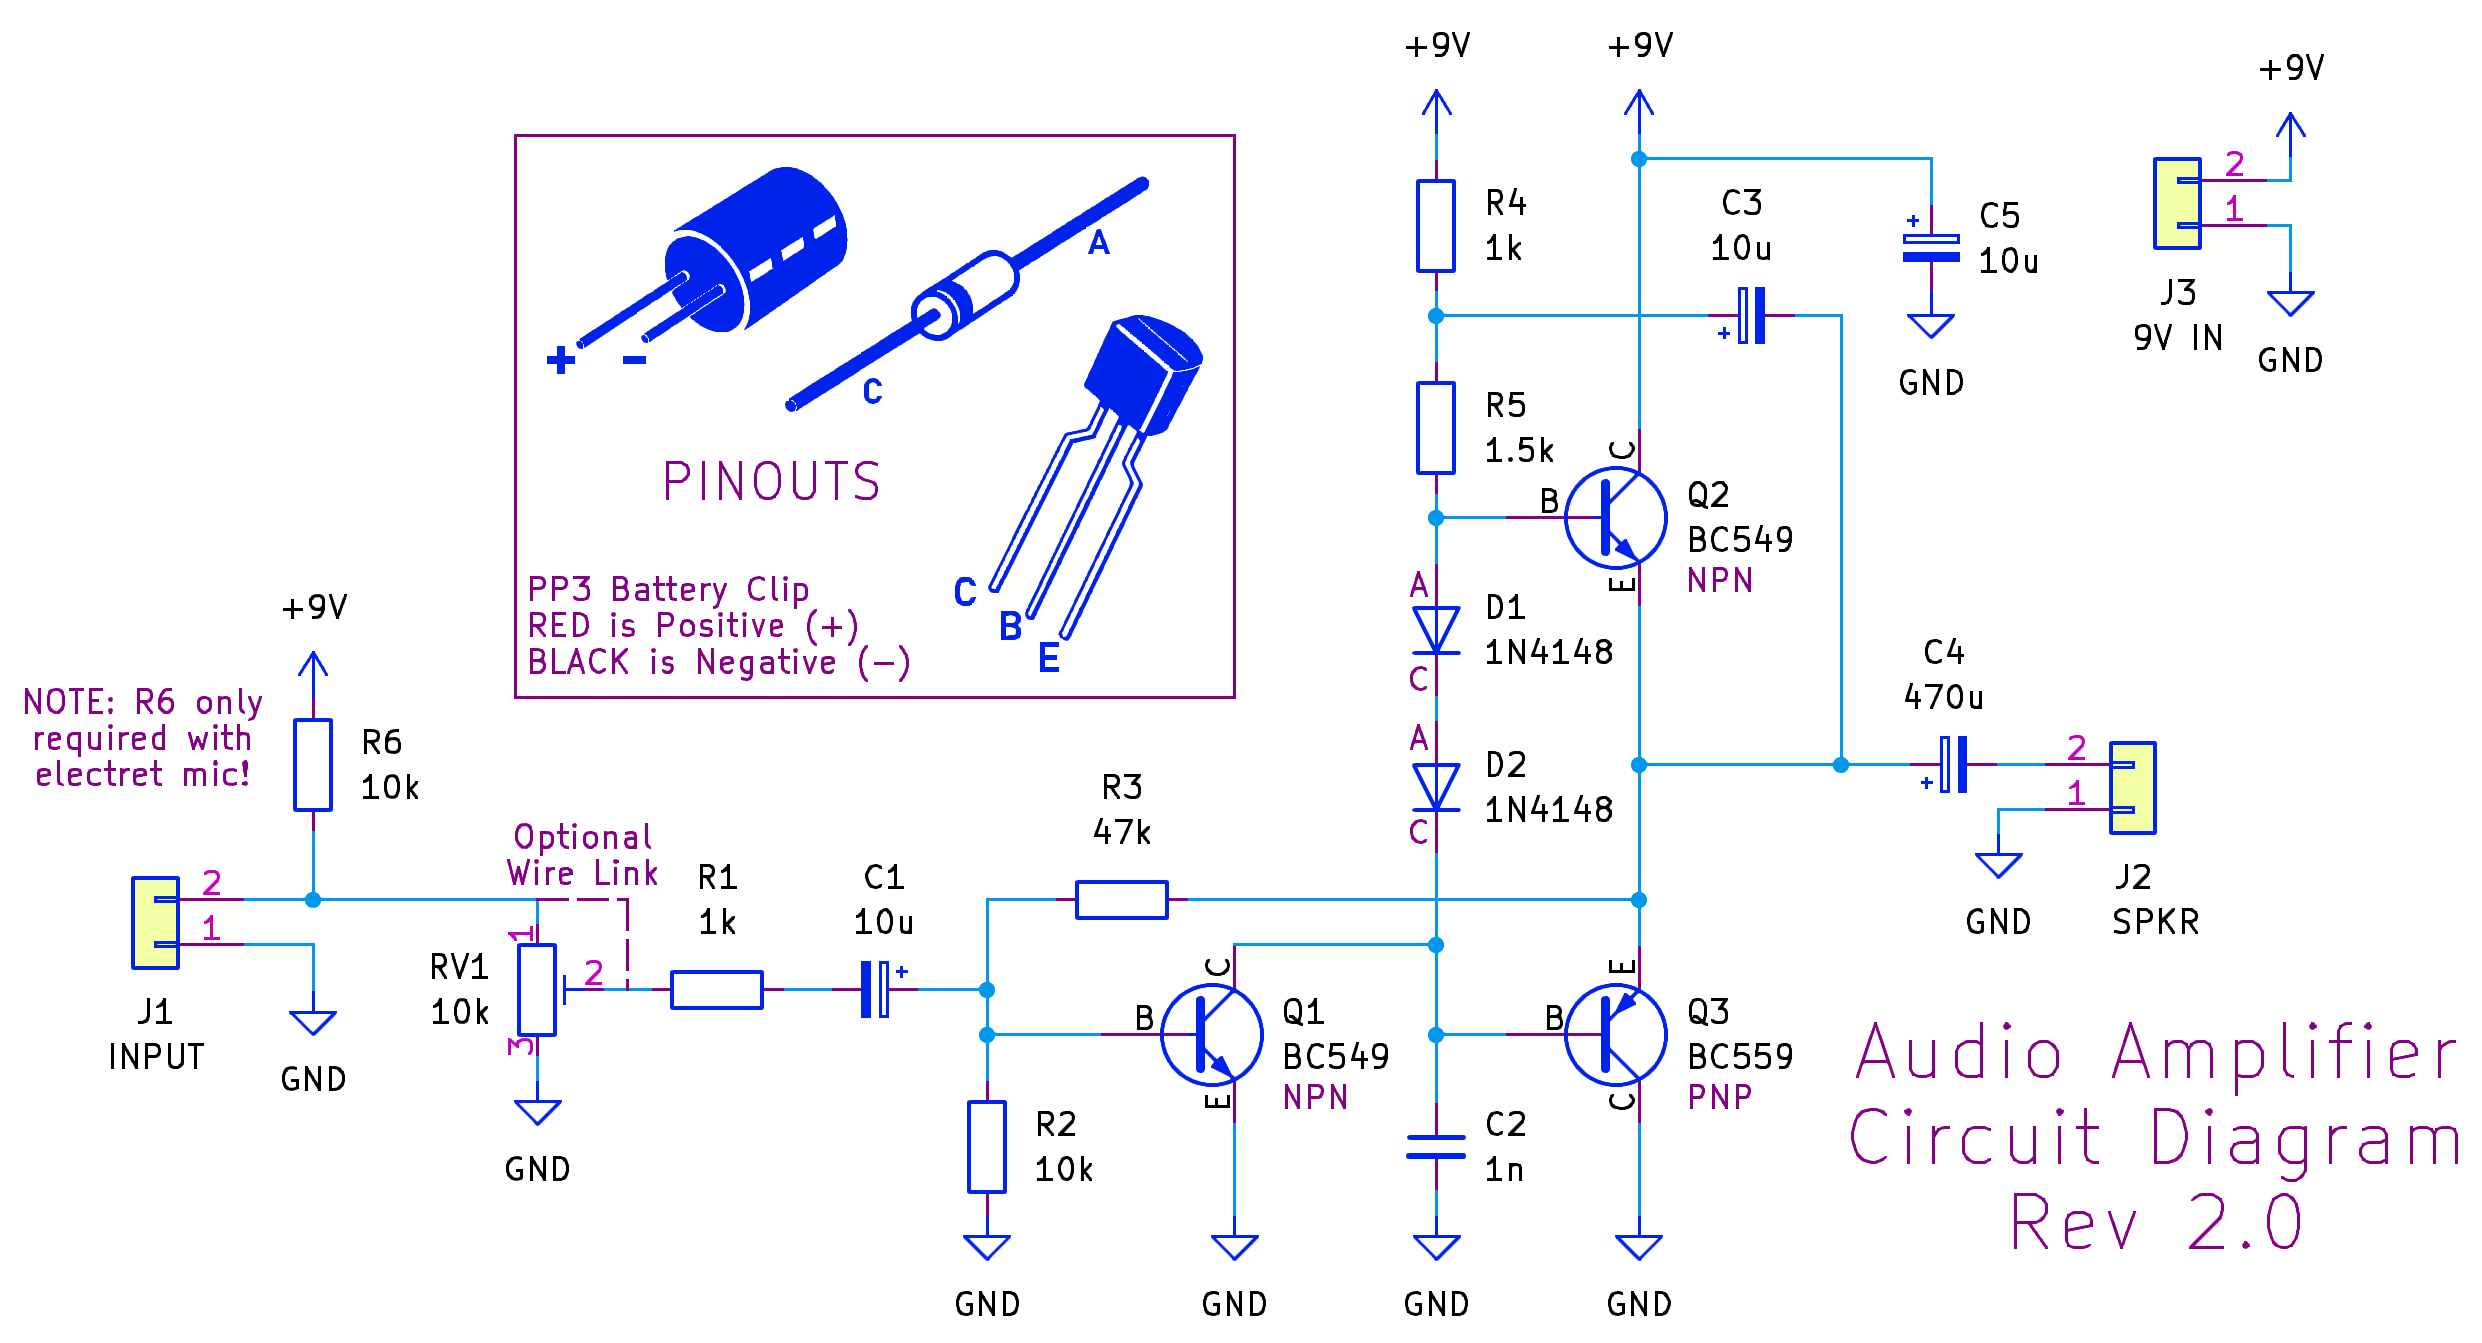 +9V
+9V
+9V
2
1
J3
9V IN
GND
R4
1k
C3
10u
+
C5
10u
+
GND
A
C
+
−
C
B
E
PINOUTS
PP3 Battery Clip
RED is Positive (+)
BLACK is Negative (−)
R5
1.5k
C
B
E
Q2
BC549
NPN
A
C
D1
1N4148
A
C
D2
1N4148
C4
470u
+
2
1
J2
SPKR
GND
+9V
NOTE: R6 only
required with
electret mic!
R6
10k
2
1
J1
INPUT
GND
Optional
Wire Link
1
2
3
RV1
10k
GND
R1
1k
C1
10u
+
R3
47k
R2
10k
GND
C
B
E
Q1
BC549
NPN
GND
C2
1n
GND
E
B
C
Q3
BC559
PNP
GND
Audio Amplifier
Circuit Diagram
Rev 2.0